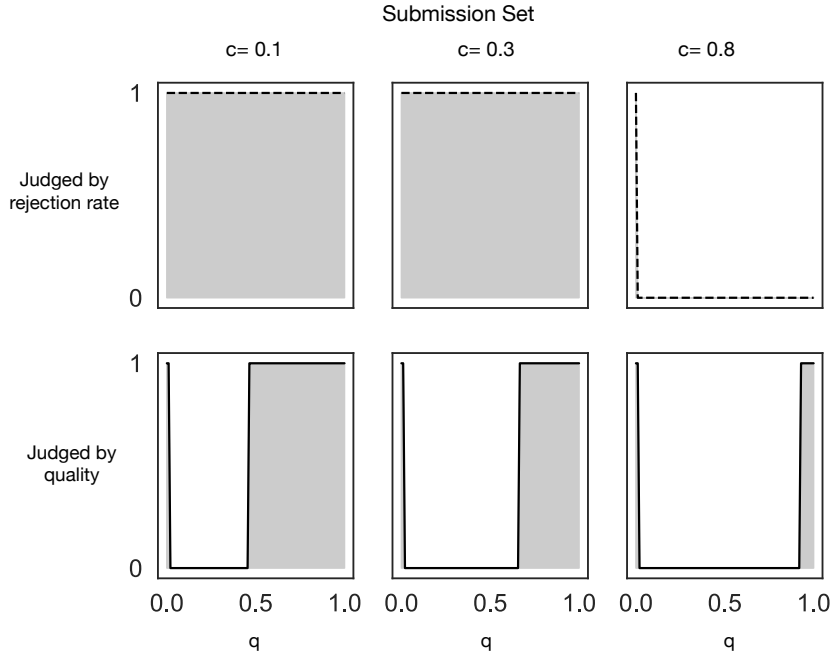 Submission Set
c= 0.1
c= 0.3
c= 0.8
Judged by
rejection rate
1
0
Judged by
quality
1
0
0.0
0.5
1.0
0.0
0.5
1.0
0.0
0.5
1.0
q
q
q